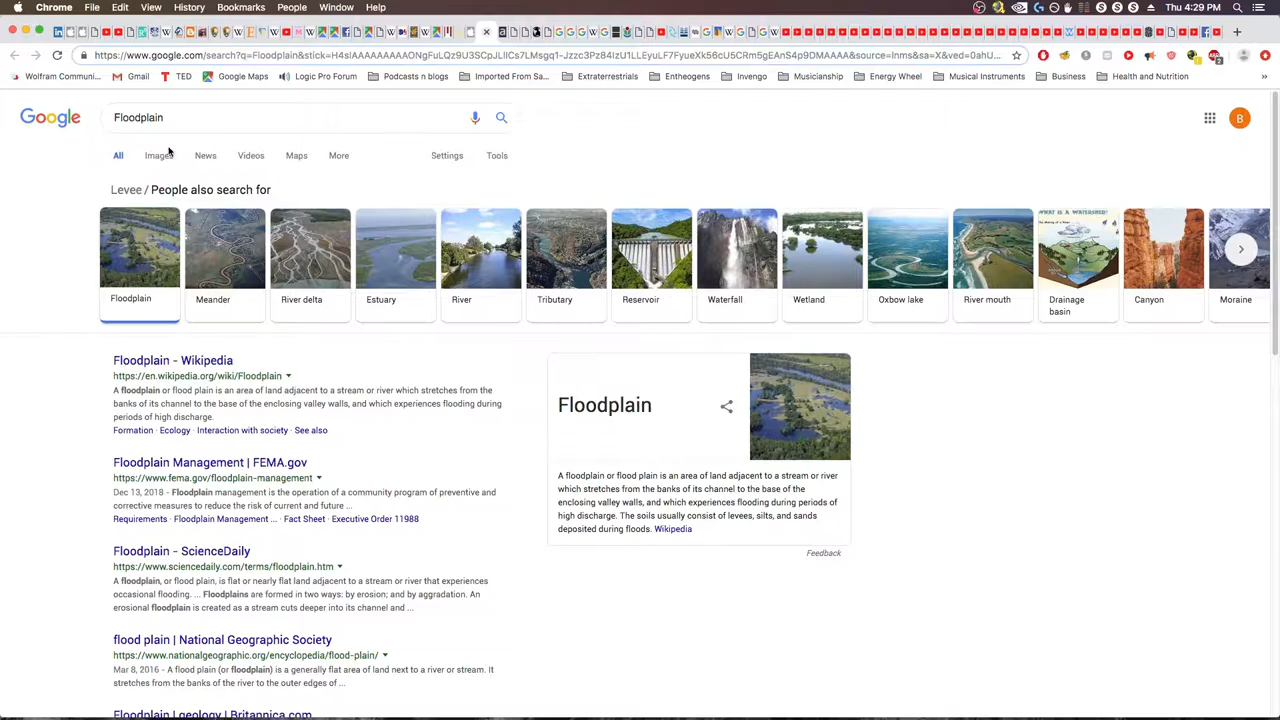 Chrome File Edit View History Bookmarks People Window Help
Thu Jan 4:29 PM
https://www.google.com/search?q=Floodplain&stick=
Wolfram Communi... Gmail TED Google Maps Logic Pro Forum Podcasts n blogs Imported From Sa... Extraterrestrials Entheogens Invengo Musicianship Energy Wheel Musical Instruments Business Health and Nutrition »
Google Floodplain B
All Images News Videos Maps More Settings Tools
Levee / People also search for
WHAT IS A WATERSHED?
Floodplain Meander River delta Estuary River Tributary Reservoir Waterfall Wetland Oxbow lake River mouth Drainage Canyon Moraine
basin
Floodplain - Wikipedia
https://en.wikipedia.org/wiki/Floodplain
A floodplain or flood plain is an area of land adjacent to a stream or river which stretches from the
banks of its channel to the base of the enclosing valley walls, and which experiences flooding during
periods of high discharge.
Formation · Ecology · Interaction with society · See also
Floodplain Management | FEMA.gov
https://www.fema.gov/floodplain-management
Dec 13, 2018 - Floodplain management is the operation of a community program of preventive and
corrective measures to reduce the risk of current and future ...
Requirements · Floodplain Management ... · Fact Sheet · Executive Order 11988
Floodplain - ScienceDaily
https://www.sciencedaily.com/terms/floodplain.htm
A floodplain, or flood plain, is flat or nearly flat land adjacent to a stream or river that experiences
occasional flooding. ... Floodplains are formed in two ways: by erosion; and by aggradation. An
erosional floodplain is created as a stream cuts deeper into its channel and ...
flood plain | National Geographic Society
https://www.nationalgeographic.org/encyclopedia/flood-plain/
Mar 8, 2016 - A flood plain (or floodplain) is a generally flat area of land next to a river or stream. It
stretches from the banks of the river to the outer edges of ...
Floodplain | geology | Britannica.com
Floodplain
A floodplain or flood plain is an area of land adjacent to a stream or river
which stretches from the banks of its channel to the base of the
enclosing valley walls, and which experiences flooding during periods of
high discharge. The soils usually consist of levees, silts, and sands
deposited during floods. Wikipedia
Feedback